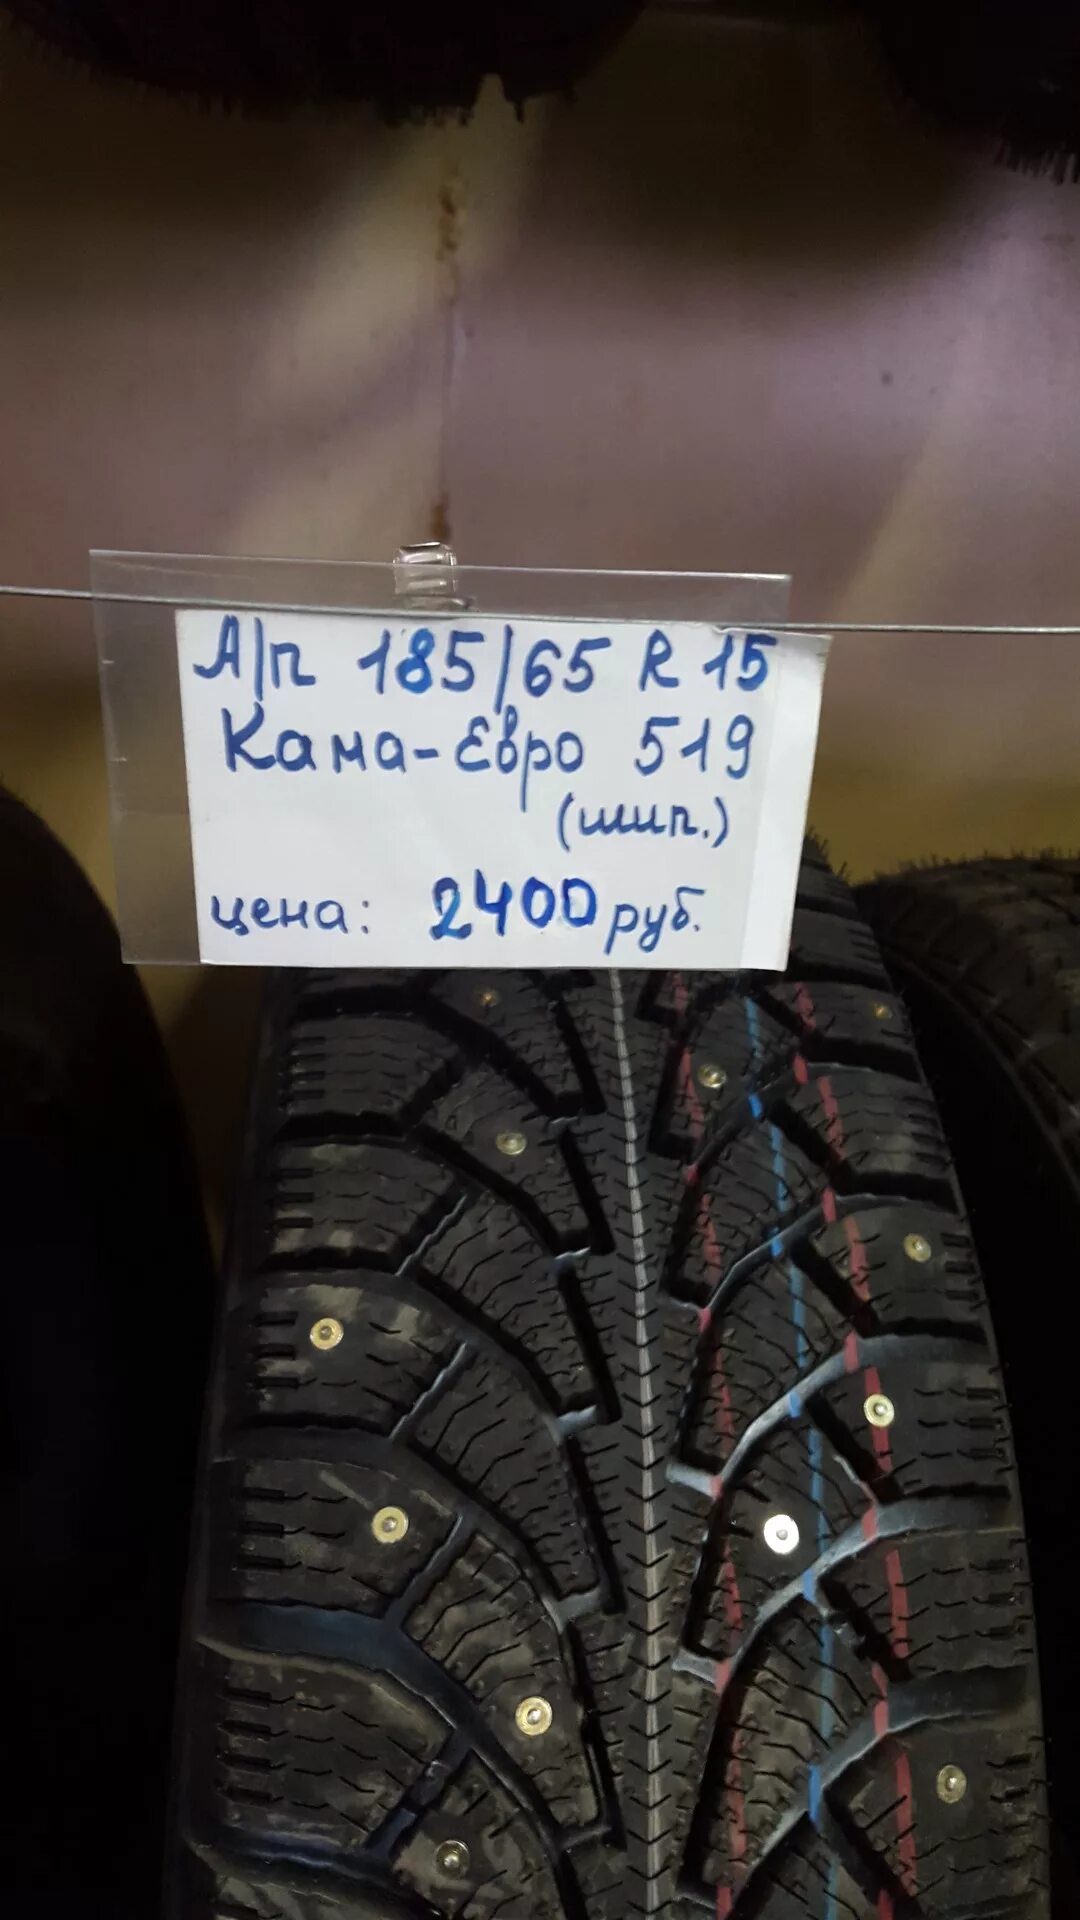 А/п 185/65 R 15
Кама-Евро 519
(шип.)
цена: 2400 руб.